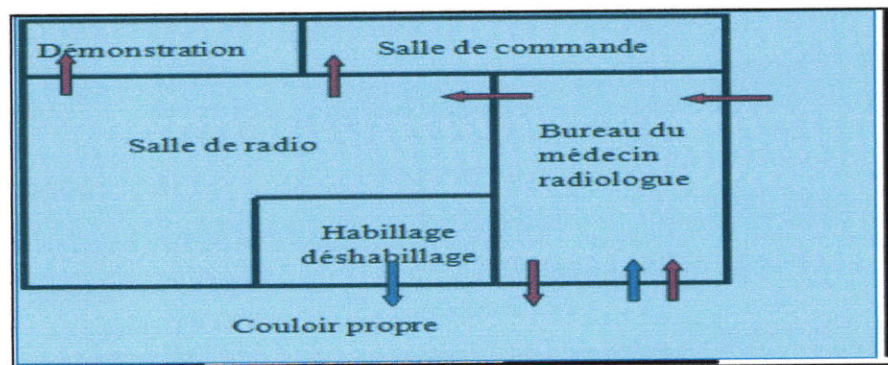 Démonstration
Salle de commande
Salle de radio
Bureau du
médecin
radiologue
Habillage
déshabillage
Couloir propre